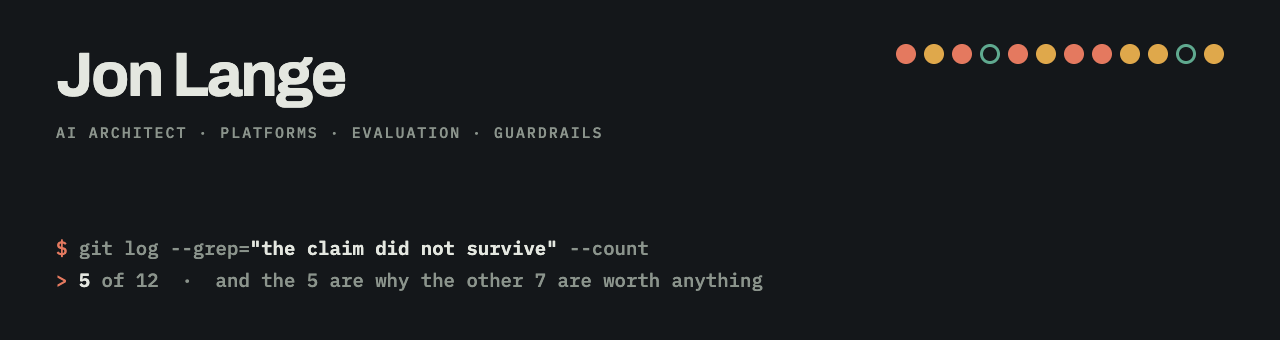 Jon Lange
AI ARCHITECT · PLATFORMS · EVALUATION · GUARDRAILS
$ git log --grep="the claim did not survive" --count
> 5 of 12 · and the 5 are why the other 7 are worth anything